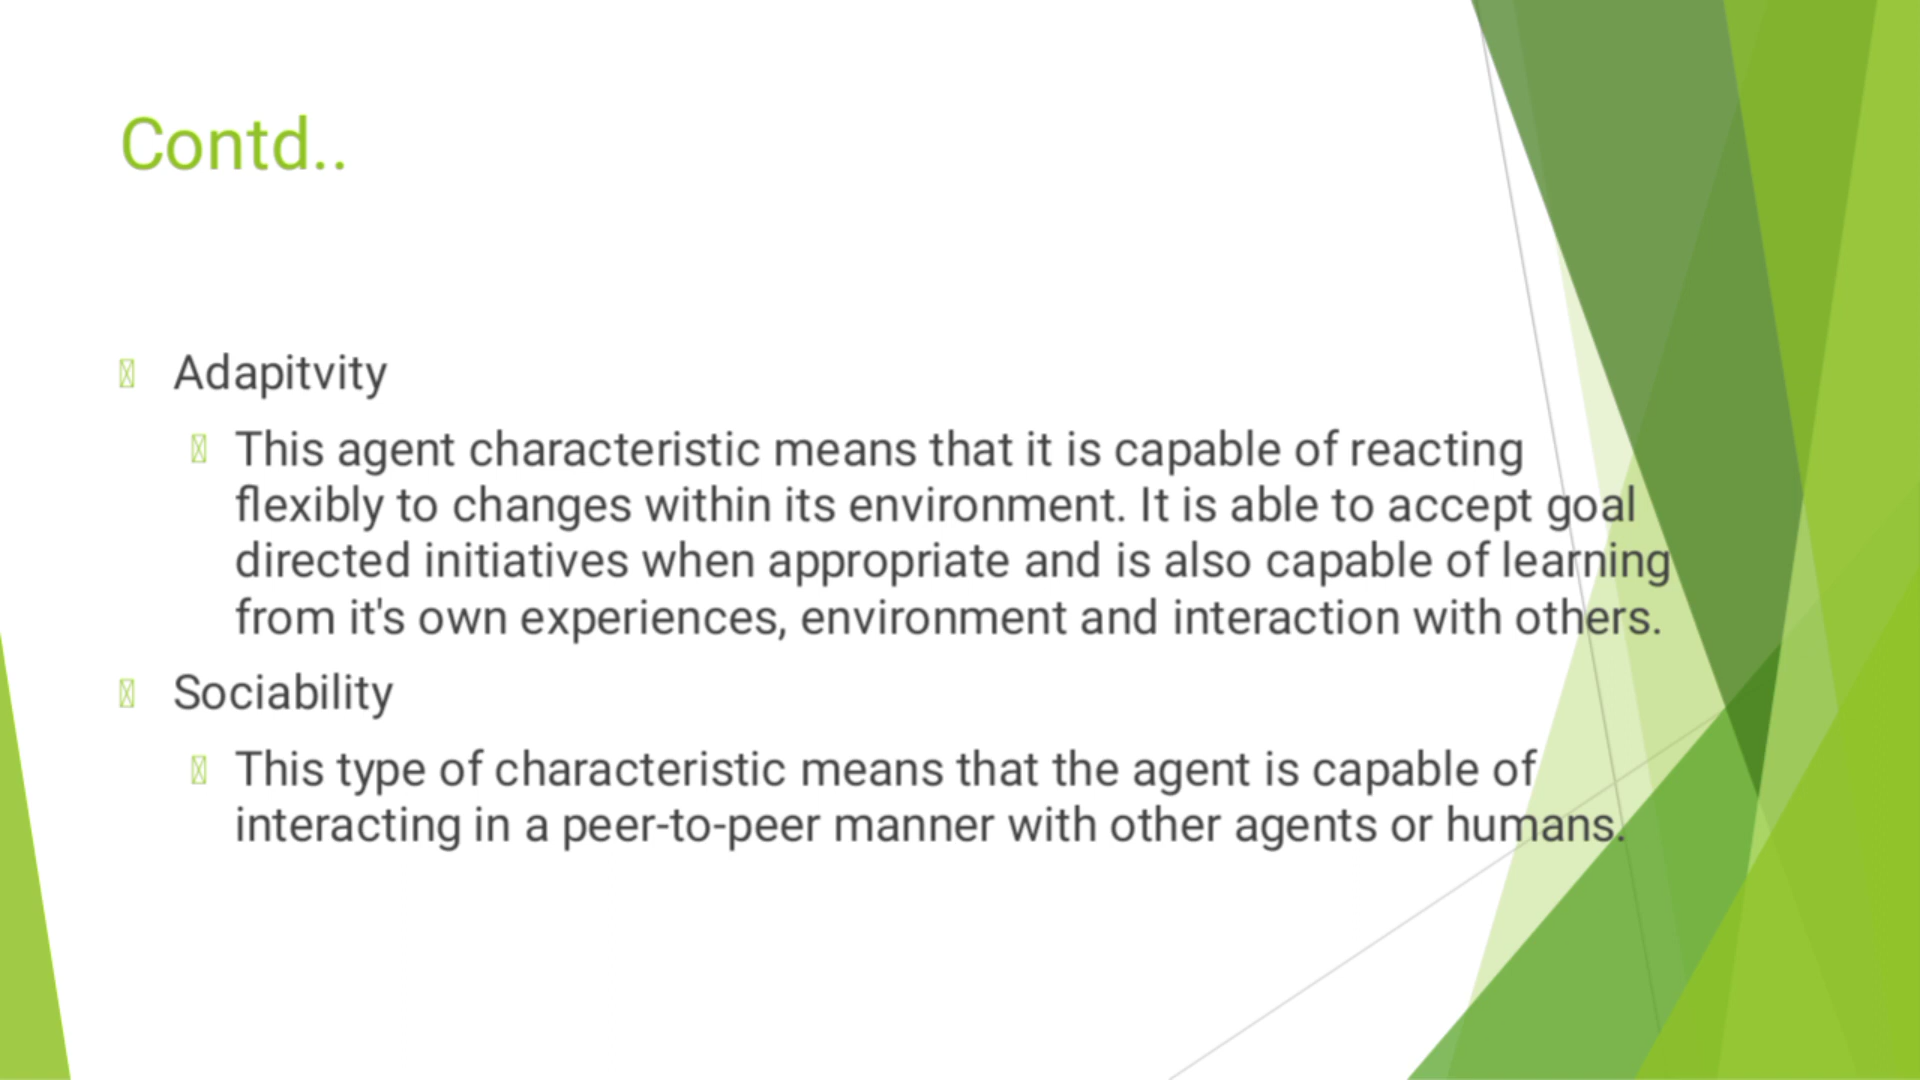 Contd..
Adapitvity
This agent characteristic means that it is capable of reacting
flexibly to changes within its environment. It is able to accept goal
directed initiatives when appropriate and is also capable of learning
from it's own experiences, environment and interaction with others.
Sociability
This type of characteristic means that the agent is capable of
interacting in a peer-to-peer manner with other agents or humans.